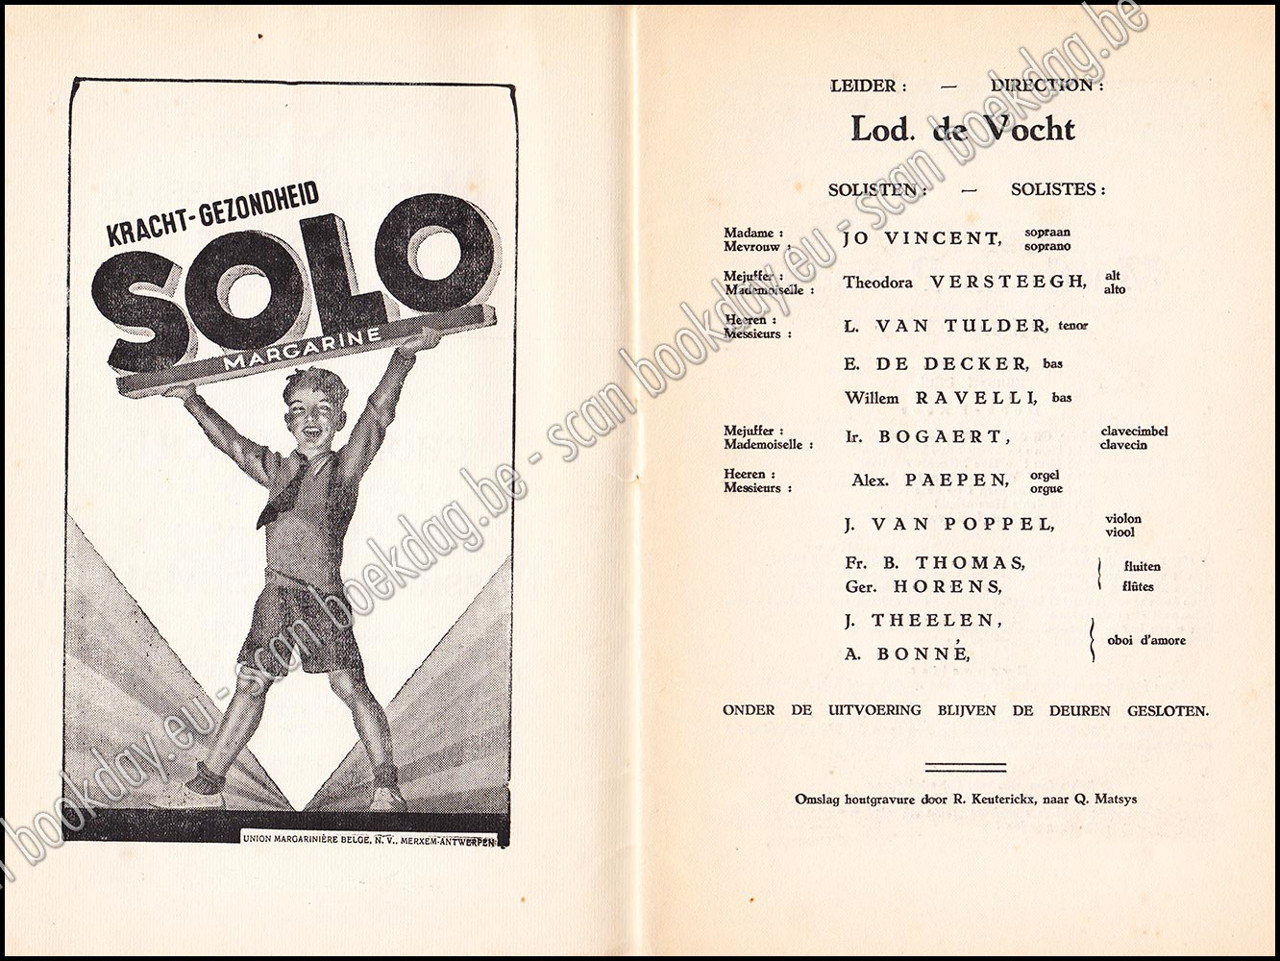 KRACHT-GEZONDHEID
SOLO
MARGARINE
UNION MARGARINIÈRE BELGE, N. V., MERXEM-ANTWERPEN
LEIDER : — DIRECTION :
Lod. de Vocht
SOLISTEN : — SOLISTES :
Madame :
Mevrouw :
JO VINCENT, sopraan
soprano
Mejuffer :
Mademoiselle :
Theodora VERSTEEGH, alt
alto
Heeren :
Messieurs :
L. VAN TULDER, tenor
E. DE DECKER, bas
Willem RAVELLI, bas
Mejuffer :
Mademoiselle :
Ir. BOGAERT, clavecimbel
clavecin
Heeren :
Messieurs :
Alex. PAEPEN, orgel
orgue
J. VAN POPPEL, violon
viool
Fr. B. THOMAS, fluiten
Ger. HORENS, flûtes
J. THEELEN,
A. BONNÉ,
oboi d'amore
ONDER DE UITVOERING BLIJVEN DE DEUREN GESLOTEN.
Omslag houtgravure door R. Keuterickx, naar Q. Matsys
n bookday.eu - scan boekdag.be - scan bookday.eu - scan boekdag.be